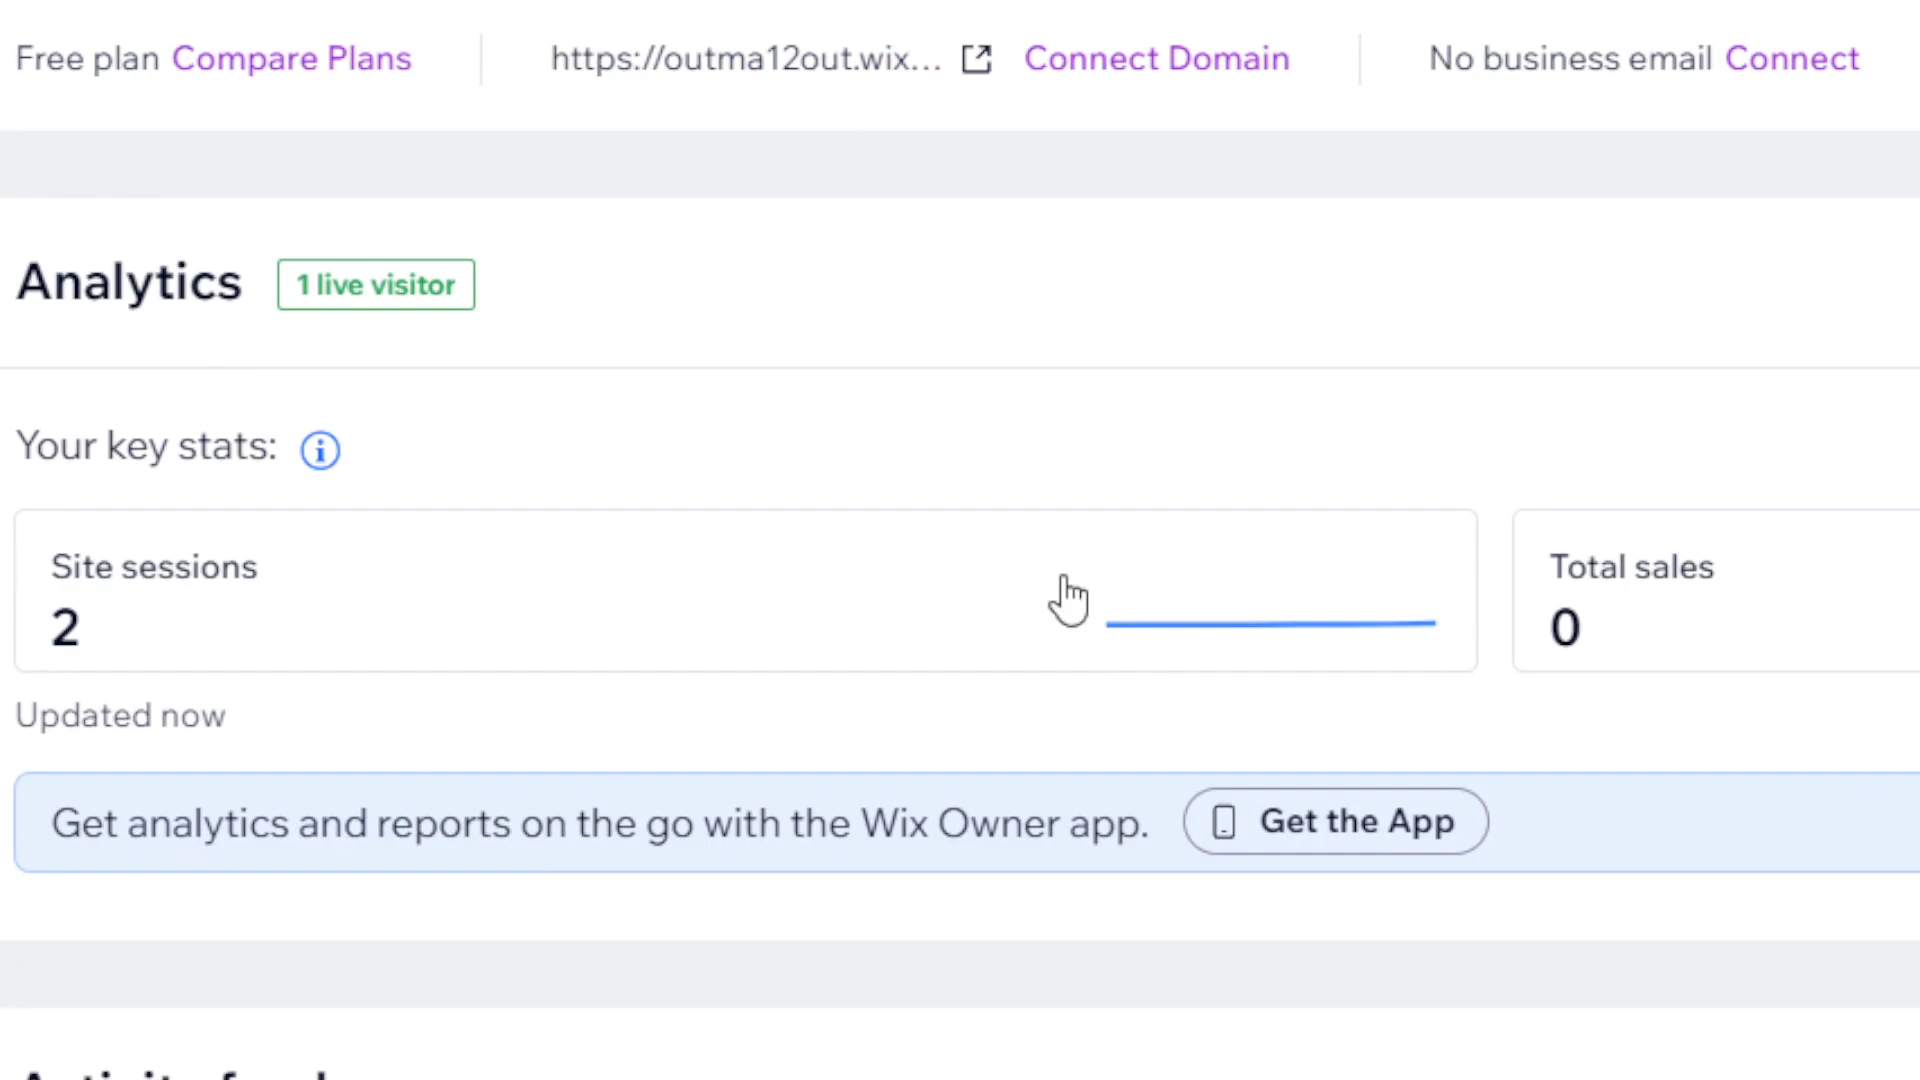 Free plan Compare Plans https://outma12out.wix... Connect Domain No business email Connect
Analytics 1 live visitor
Your key stats:
Site sessions Total sales
2 0
Updated now
Get analytics and reports on the go with the Wix Owner app. Get the App